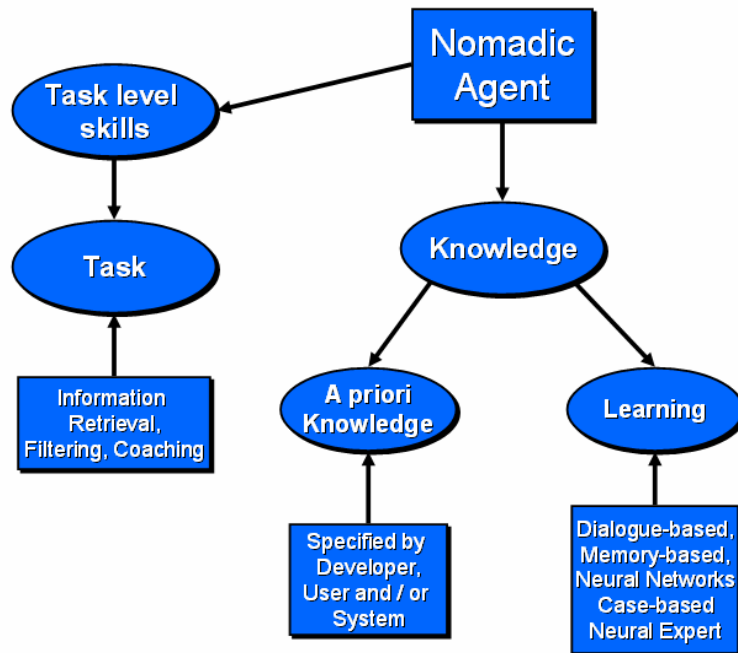 Nomadic
Agent
Task level
skills
Task
Knowledge
Information
Retrieval,
Filtering, Coaching
A priori
Knowledge
Learning
Specified by
Developer,
User and / or
System
Dialogue-based,
Memory-based,
Neural Networks
Case-based
Neural Expert